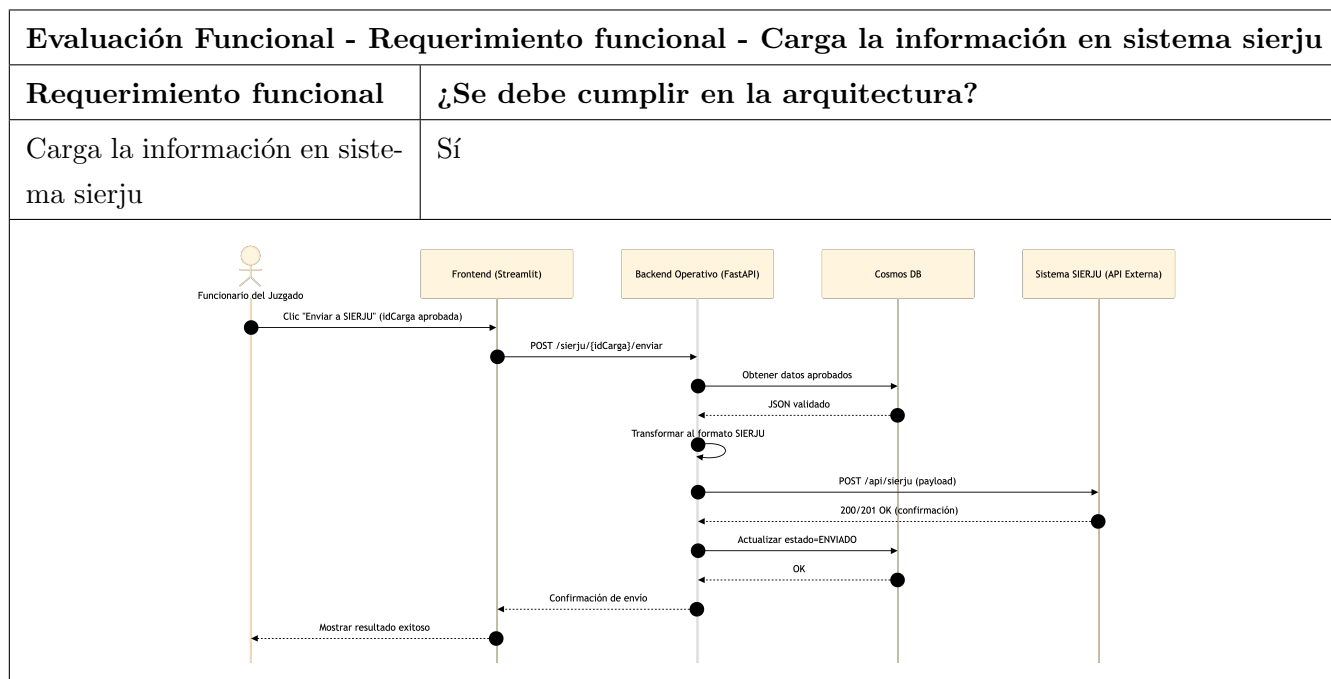 Evaluación Funcional - Requerimiento funcional - Carga la información en sistema sierju
Requerimiento funcional
¿Se debe cumplir en la arquitectura?
Carga la información en siste-
ma sierju
Sí
Funcionario del Juzgado
Frontend (Streamlit)
Backend Operativo (FastAPI)
Cosmos DB
Sistema SIERJU (API Externa)
Clic "Enviar a SIERJU" (idCarga aprobada)
POST /sierju/{idCarga}/enviar
Obtener datos aprobados
JSON validado
Transformar al formato SIERJU
POST /api/sierju (payload)
200/201 OK (confirmación)
Actualizar estado=ENVIADO
OK
Confirmación de envío
Mostrar resultado exitoso